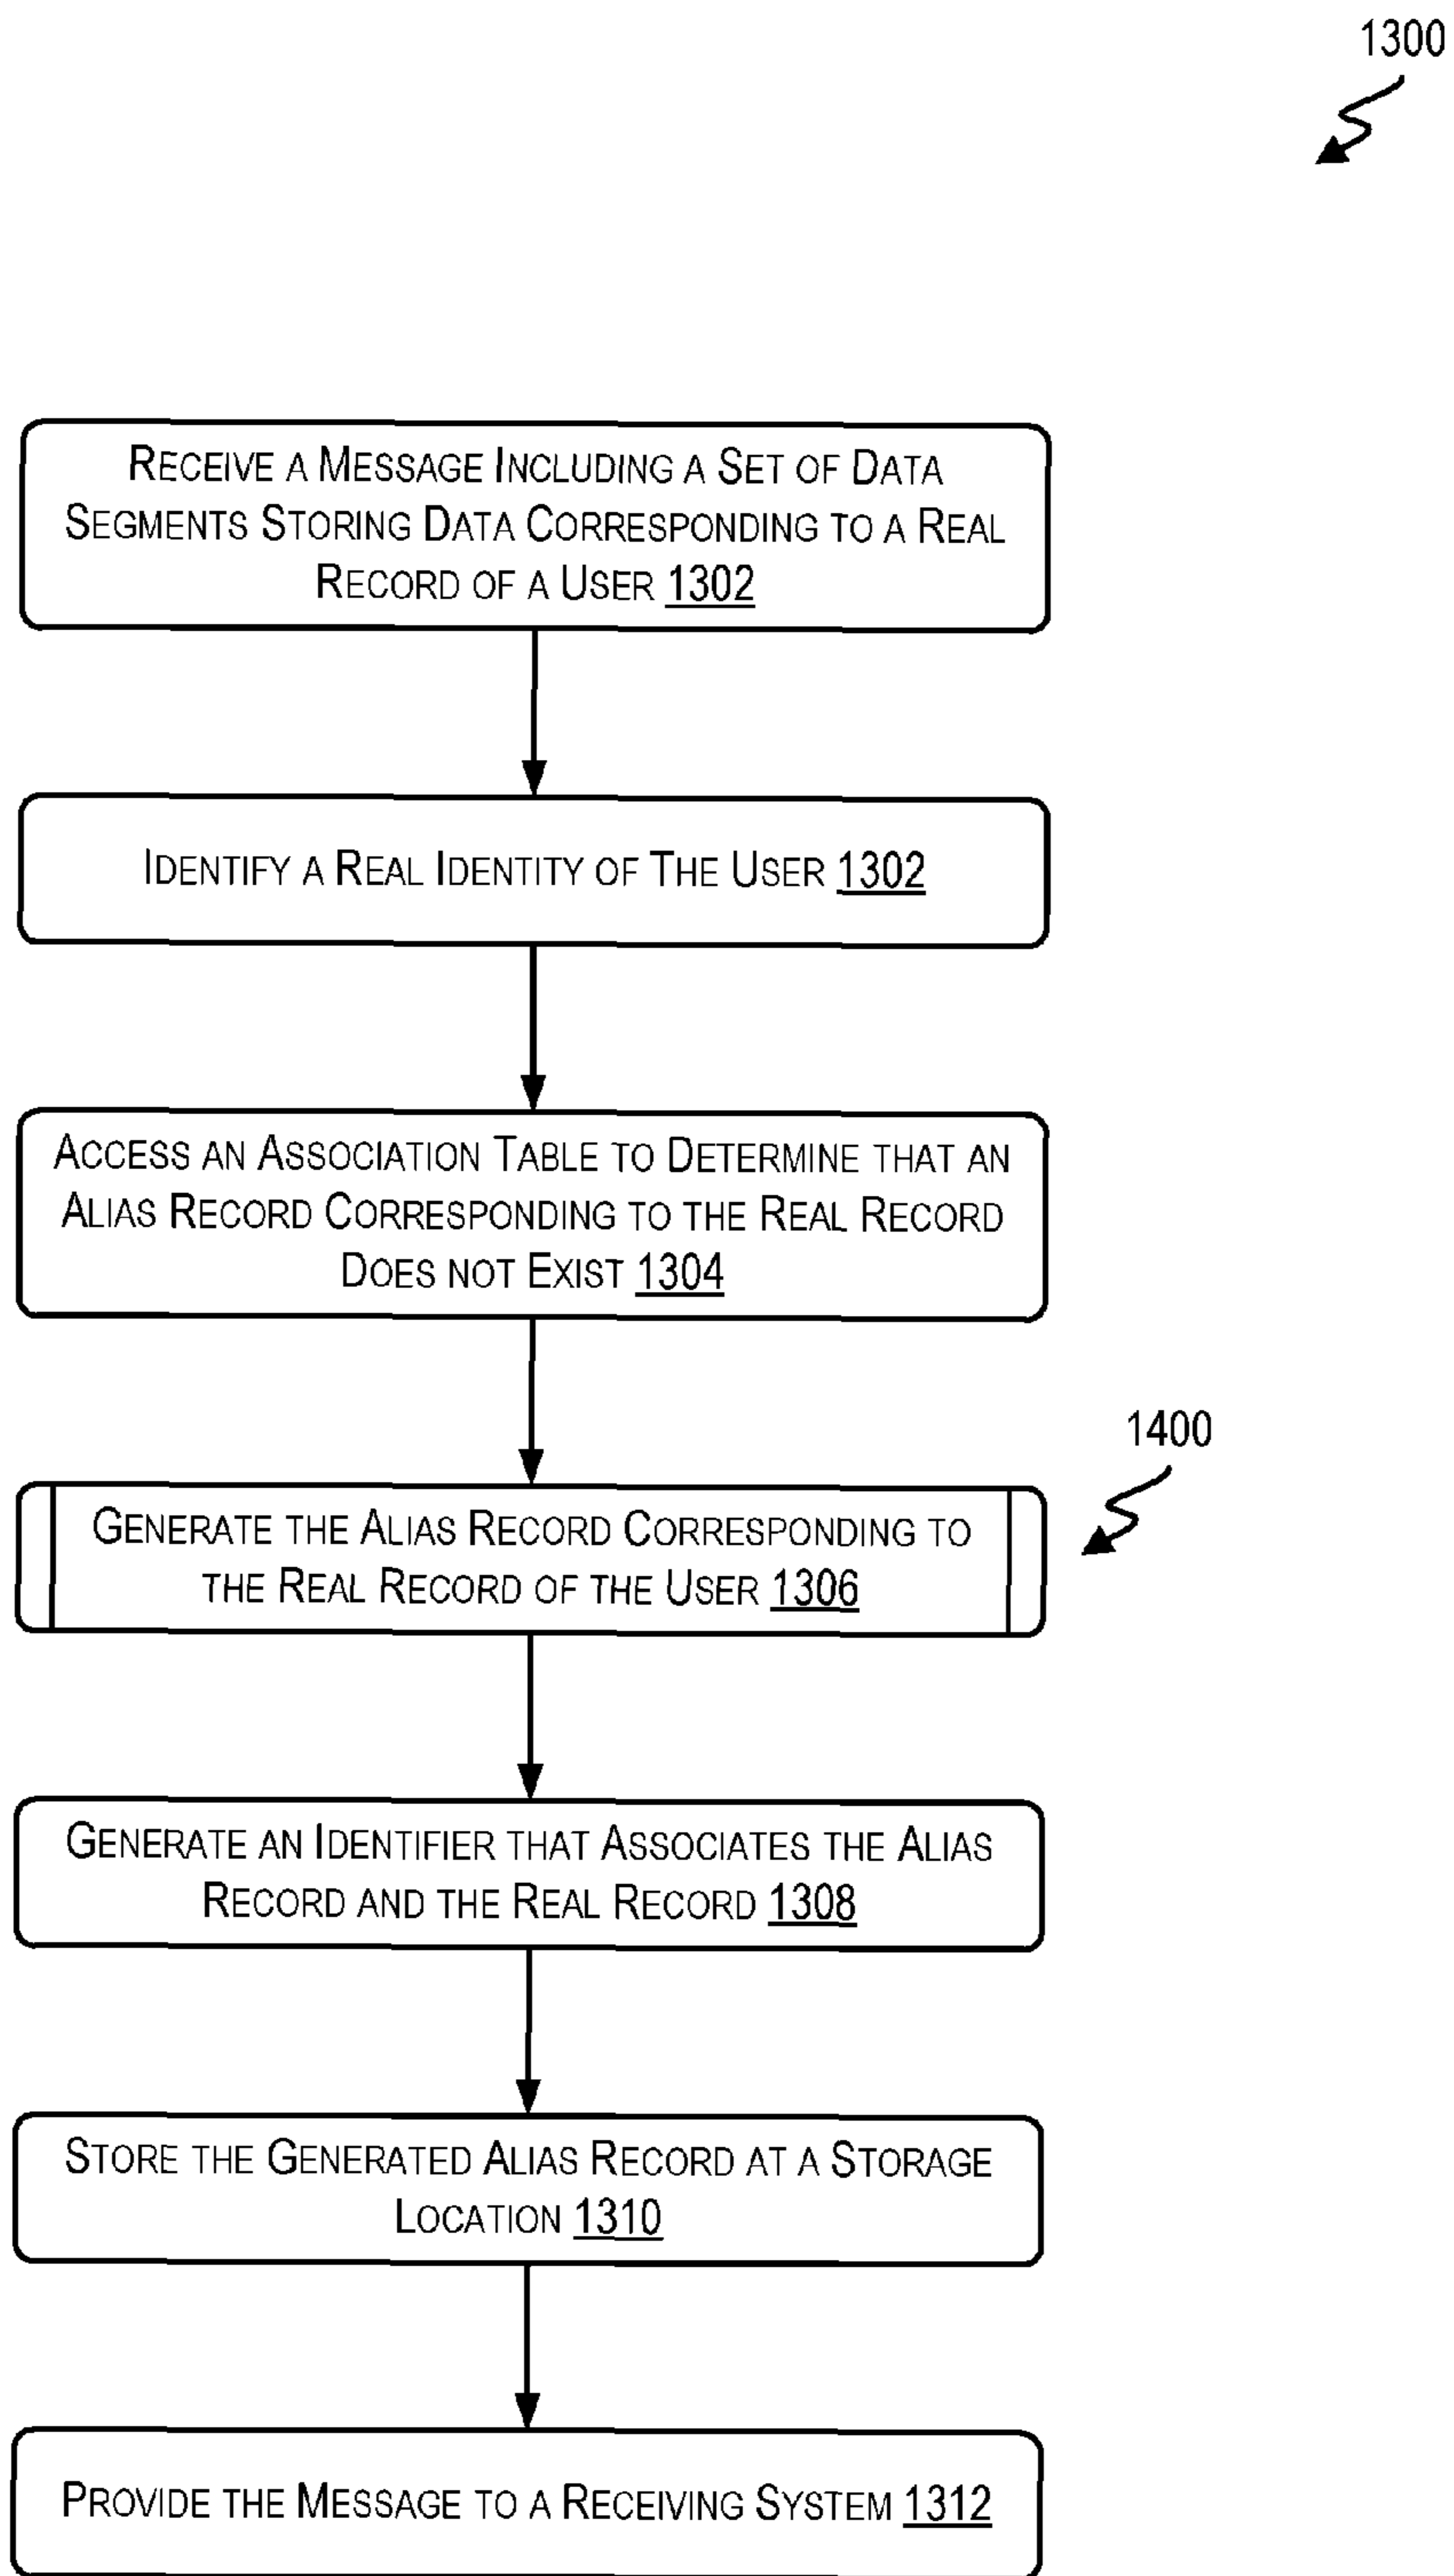 1300
RECEIVE A MESSAGE INCLUDING A SET OF DATA
SEGMENTS STORING DATA CORRESPONDING TO A REAL
RECORD OF A USER 1302
IDENTIFY A REAL IDENTITY OF THE USER 1302
ACCESS AN ASSOCIATION TABLE TO DETERMINE THAT AN
ALIAS RECORD CORRESPONDING TO THE REAL RECORD
DOES NOT EXIST 1304
1400
GENERATE THE ALIAS RECORD CORRESPONDING TO
THE REAL RECORD OF THE USER 1306
GENERATE AN IDENTIFIER THAT ASSOCIATES THE ALIAS
RECORD AND THE REAL RECORD 1308
STORE THE GENERATED ALIAS RECORD AT A STORAGE
LOCATION 1310
PROVIDE THE MESSAGE TO A RECEIVING SYSTEM 1312